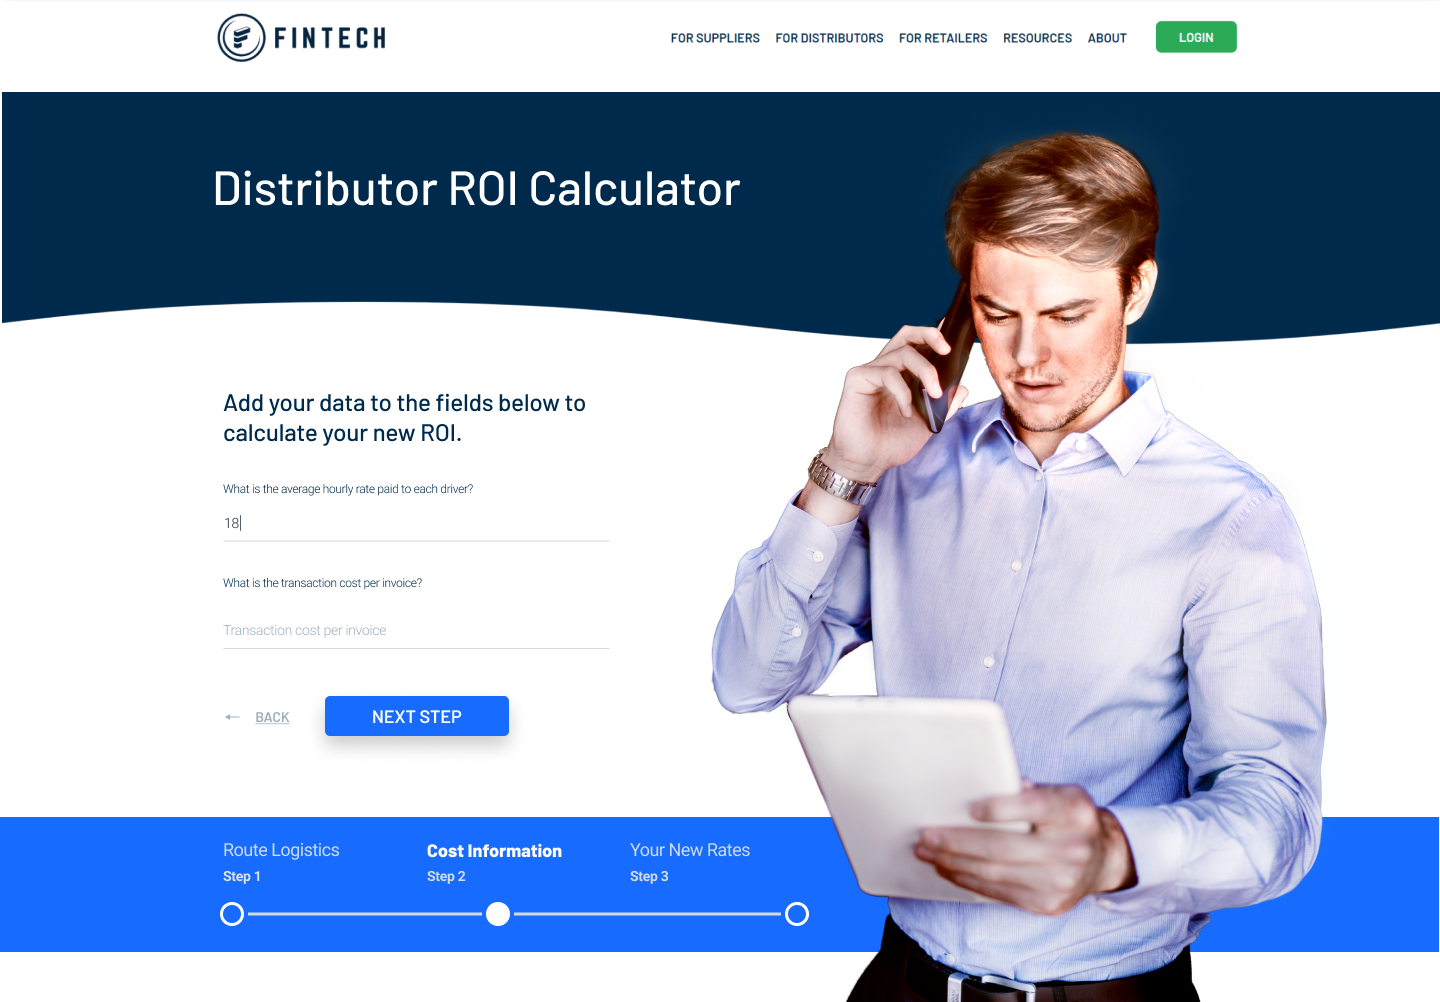 FINTECH
FOR SUPPLIERS FOR DISTRIBUTORS FOR RETAILERS RESOURCES ABOUT LOGIN
Distributor ROI Calculator
Add your data to the fields below to
calculate your new ROI.
What is the average hourly rate paid to each driver?
18
What is the transaction cost per invoice?
Transaction cost per invoice
BACK NEXT STEP
Route Logistics Cost Information Your New Rates
Step 1 Step 2 Step 3